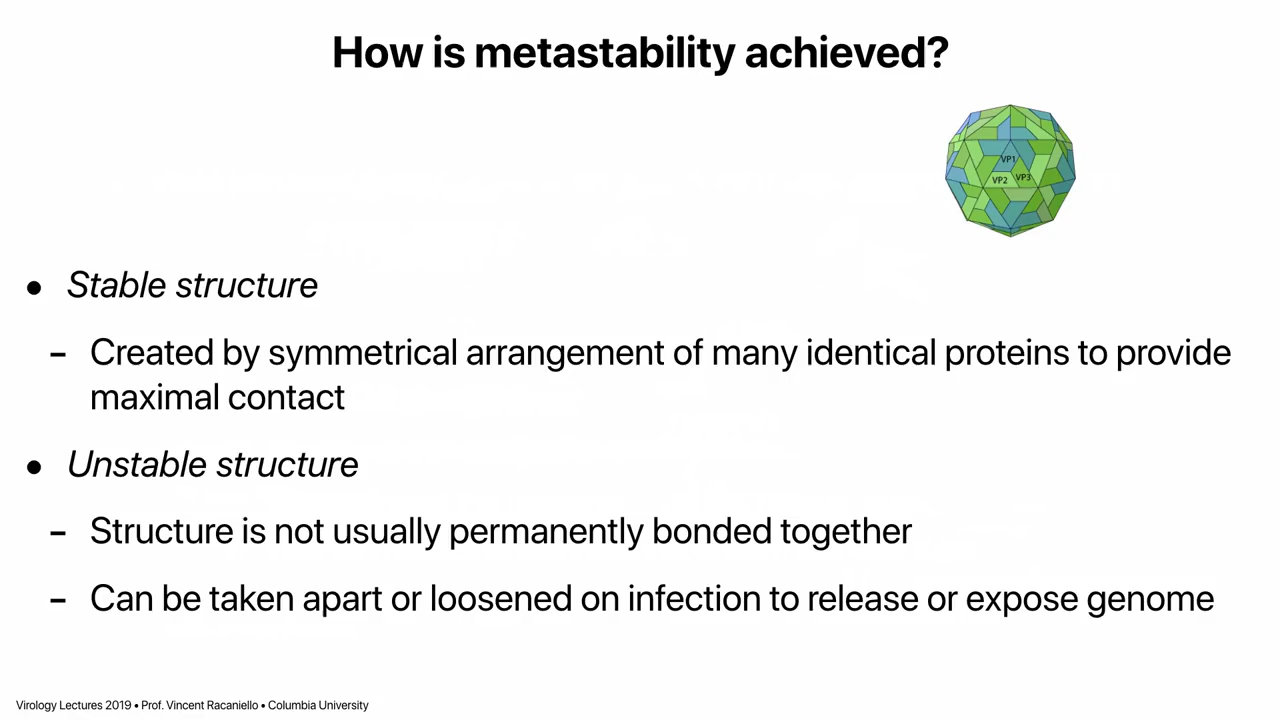 How is metastability achieved?
VP1
VP2 VP3
● Stable structure
– Created by symmetrical arrangement of many identical proteins to provide
maximal contact
● Unstable structure
– Structure is not usually permanently bonded together
– Can be taken apart or loosened on infection to release or expose genome
Virology Lectures 2019 • Prof. Vincent Racaniello • Columbia University